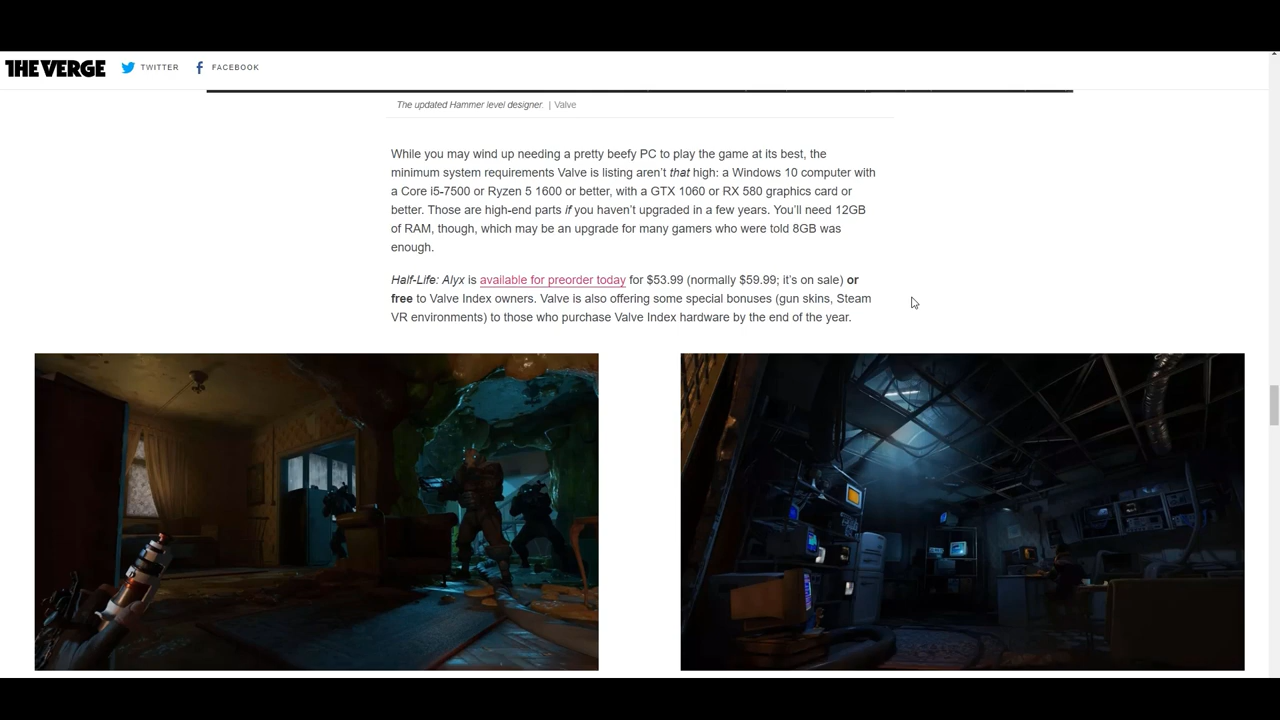 THE VERGE TWITTER FACEBOOK
The updated Hammer level designer. | Valve
While you may wind up needing a pretty beefy PC to play the game at its best, the
minimum system requirements Valve is listing aren’t that high: a Windows 10 computer with
a Core i5-7500 or Ryzen 5 1600 or better, with a GTX 1060 or RX 580 graphics card or
better. Those are high-end parts if you haven’t upgraded in a few years. You’ll need 12GB
of RAM, though, which may be an upgrade for many gamers who were told 8GB was
enough.
Half-Life: Alyx is available for preorder today for $53.99 (normally $59.99; it’s on sale) or
free to Valve Index owners. Valve is also offering some special bonuses (gun skins, Steam
VR environments) to those who purchase Valve Index hardware by the end of the year.